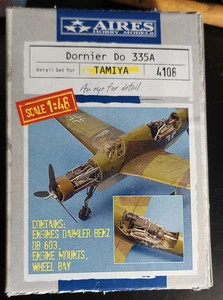 AIRES
HOBBY MODELS
Dornier Do 335A
Detail Set for TAMIYA 4108
An eye for detail
SCALE 1:48
CONTAINS:
ENGINES DAIMLER BENZ
DB 603,
ENGINE MOUNTS,
WHEEL BAY